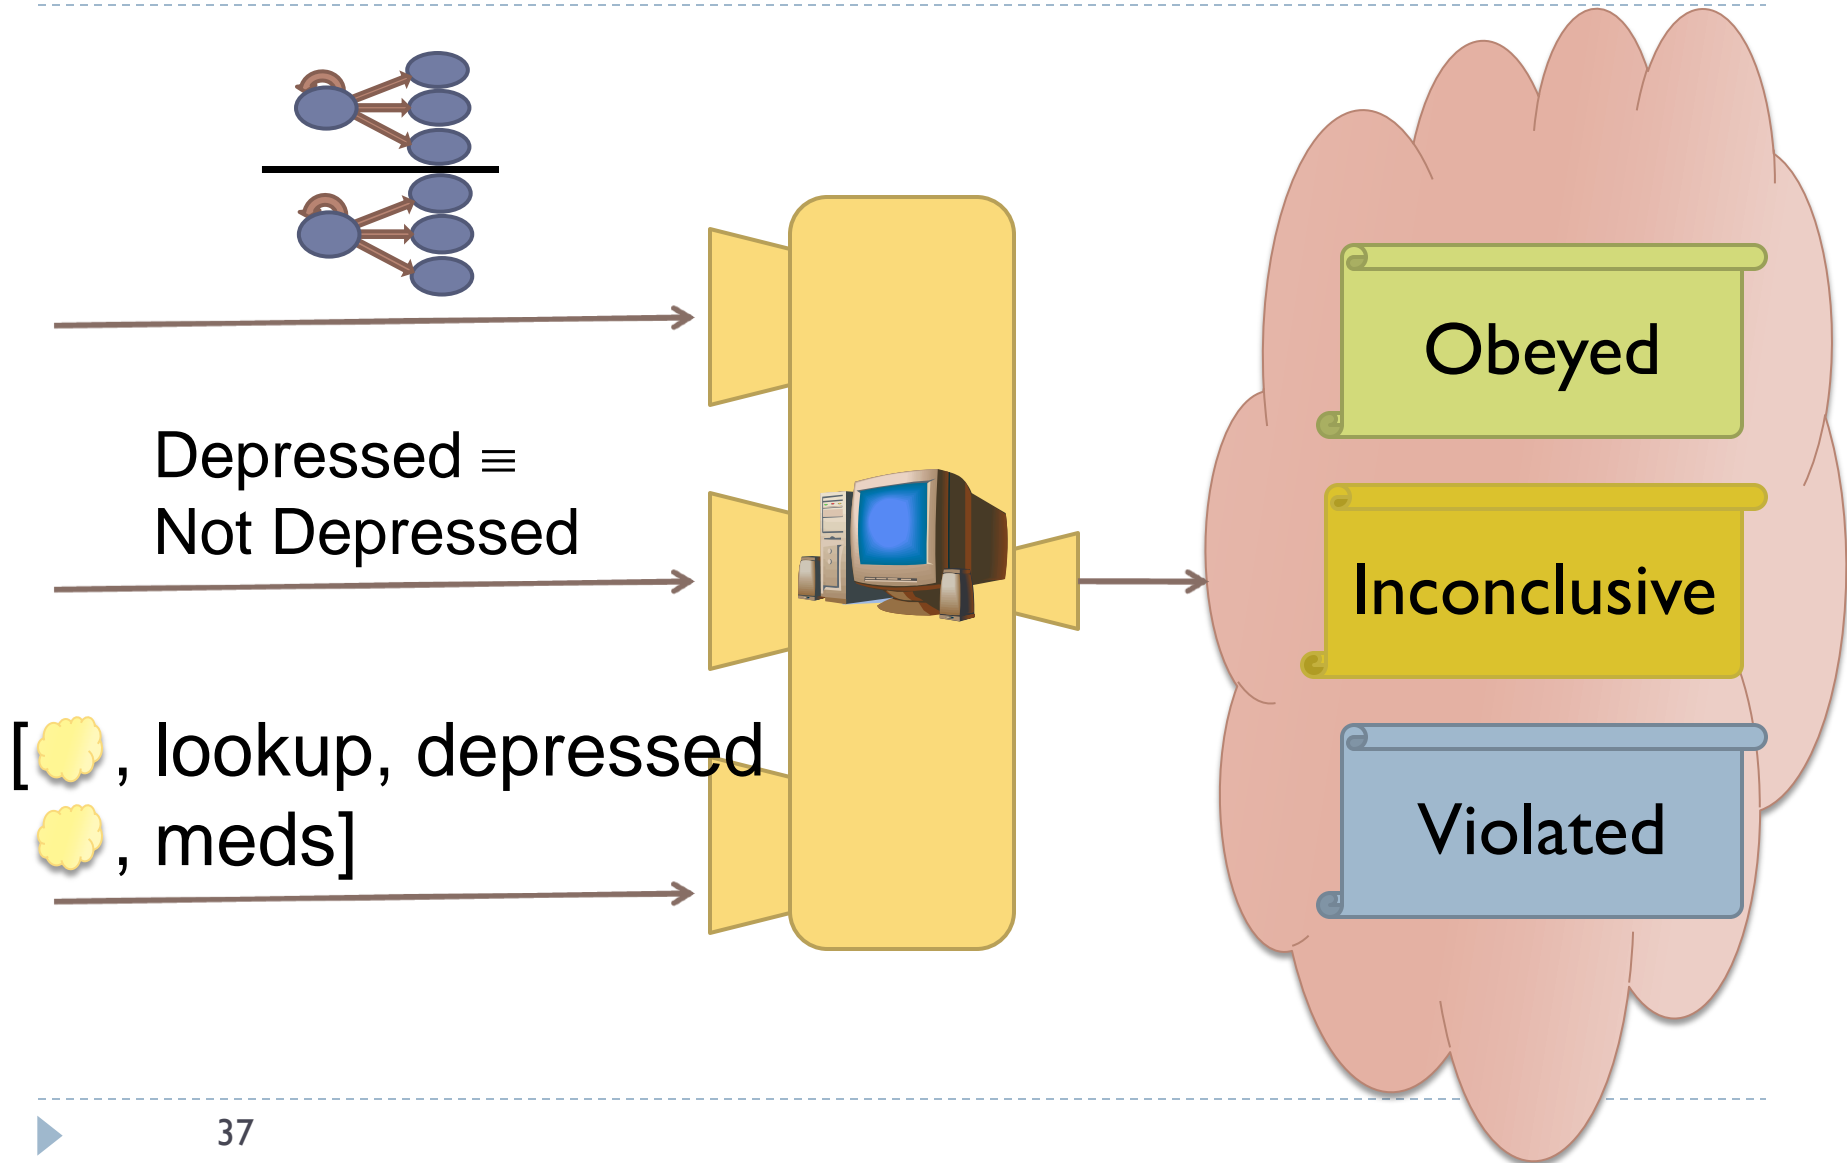 Depressed ≡
Not Depressed
[ , lookup, depressed
, meds]
Obeyed
Inconclusive
Violated
37